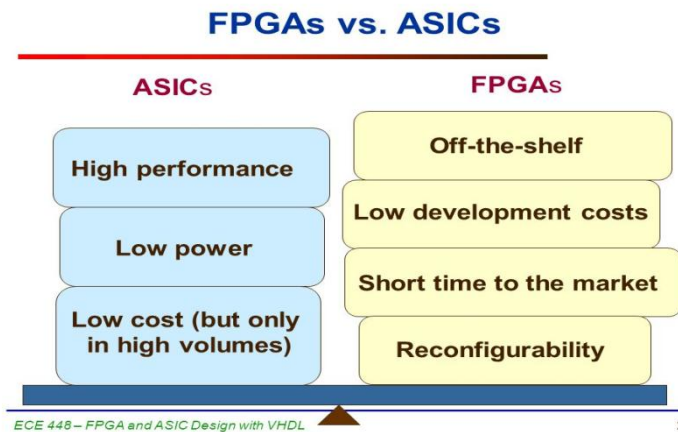 FPGAs vs. ASICs
ASICs
High performance
Low power
Low cost (but only
in high volumes)
FPGAs
Off-the-shelf
Low development costs
Short time to the market
Reconfigurability
ECE 448 – FPGA and ASIC Design with VHDL